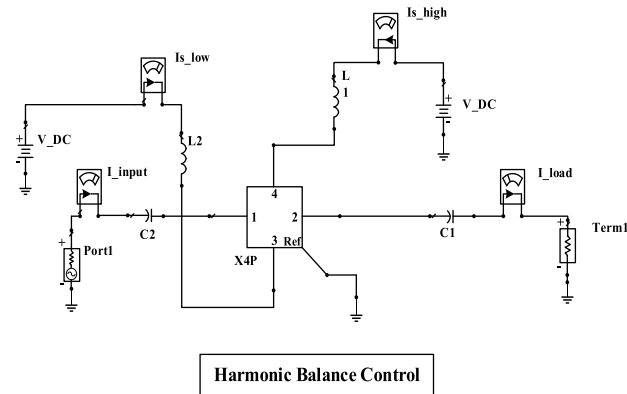 Is_high
Is_low
L
1
+
V_DC
-
+
V_DC
-
L2
I_input
I_load
4
1
2
3
Ref
C2
C1
X4P
+
Port1
-
+
Term1
-
Harmonic Balance Control